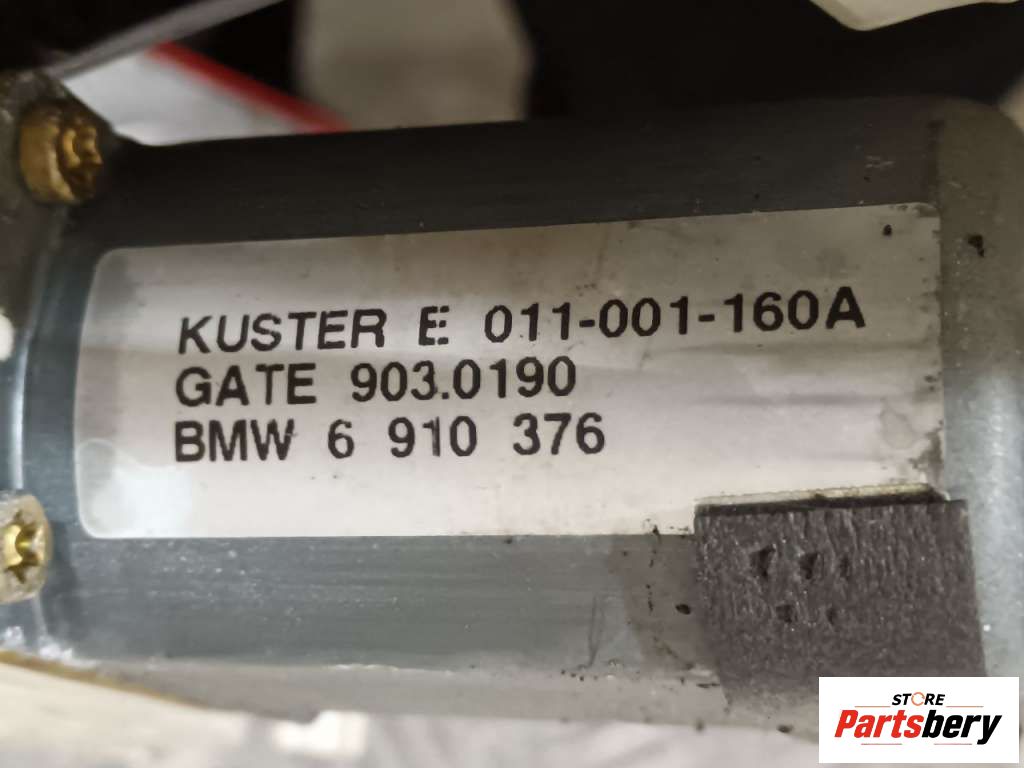 KUSTER E 011-001-160A
GATE 903.0190
BMW 6 910 376
STORE
Partsbery